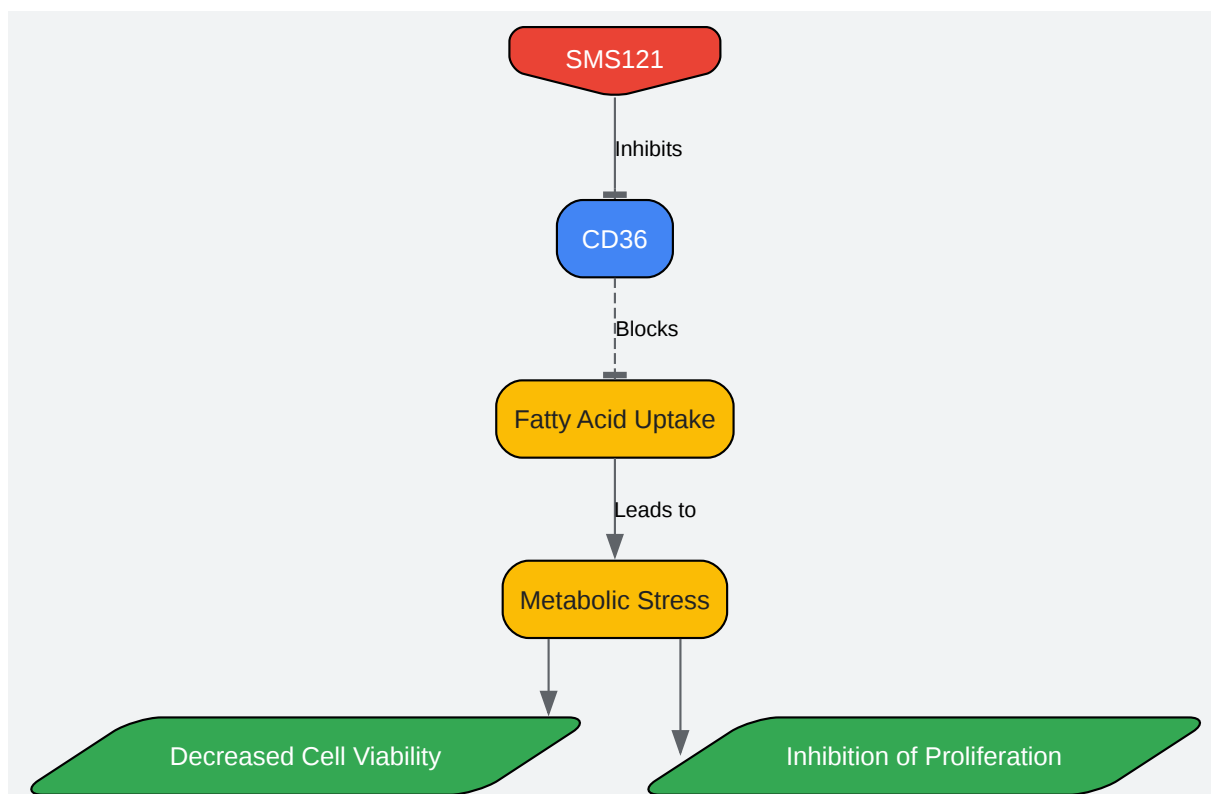 SMS121
Inhibits
CD36
Blocks
Fatty Acid Uptake
Leads to
Metabolic Stress
Decreased Cell Viability
Inhibition of Proliferation